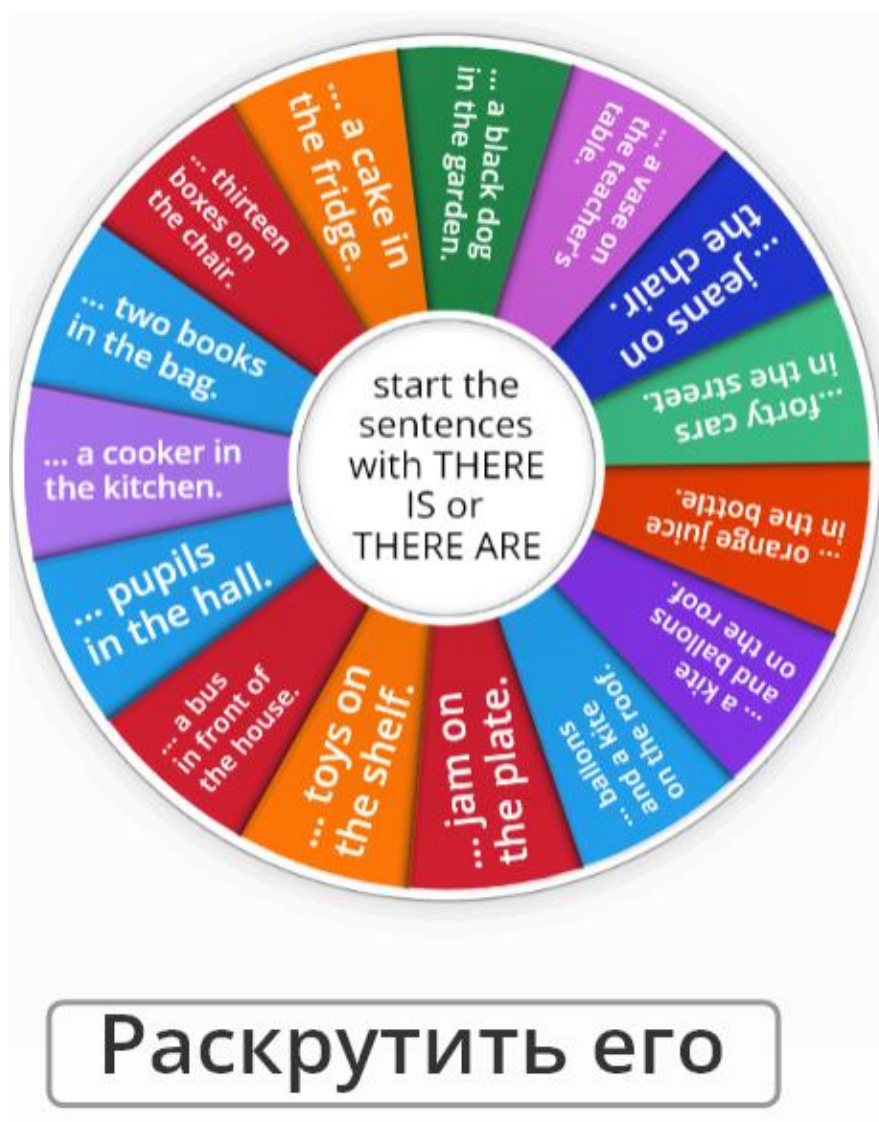 ... a black dog
in the garden.
... a vase on
the teacher's
table.
... jeans on
the chair.
...forty cars
in the street.
... orange juice
in the bottle.
... a kite
and ballons
on the roof.
... ballons
and a kite
on the roof.
... jam on
the plate.
... toys on
the shelf.
... a bus
in front of
the house.
... pupils
in the hall.
... a cooker in
the kitchen.
... two books
in the bag.
... thirteen
boxes on
the chair.
... a cake in
the fridge.
start the
sentences
with THERE
IS or
THERE ARE
Раскрутить его